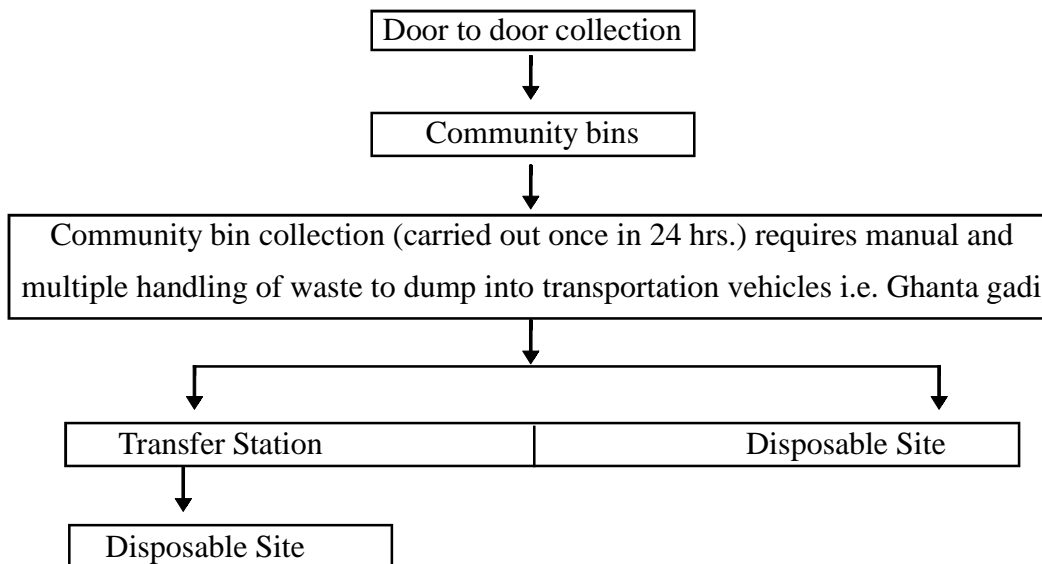 Door to door collection
Community bins
Community bin collection (carried out once in 24 hrs.) requires manual and
multiple handling of waste to dump into transportation vehicles i.e. Ghanta gadi
Transfer Station
Disposable Site
Disposable Site